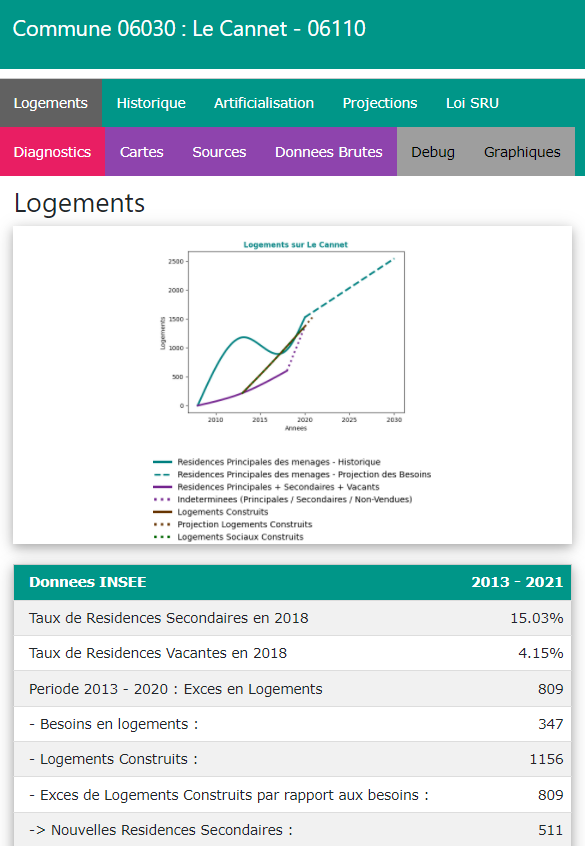 Commune 06030 : Le Cannet - 06110
Logements Historique Artificialisation Projections Loi SRU
Diagnostics Cartes Sources Donnees Brutes Debug Graphiques
Logements
Logements sur Le Cannet
2500
2000
1500
1000
500
0
Logements
2010 2015 2020 2025 2030
Annees
Residences Principales des menages - Historique
Residences Principales des menages - Projection des Besoins
Residences Principales + Secondaires + Vacants
Indeterminees (Principales / Secondaires / Non-Vendues)
Logements Construits
Projection Logements Construits
Logements Sociaux Construits
Donnees INSEE 2013 - 2021
Taux de Residences Secondaires en 2018 15.03%
Taux de Residences Vacantes en 2018 4.15%
Periode 2013 - 2020 : Exces en Logements 809
- Besoins en logements : 347
- Logements Construits : 1156
- Exces de Logements Construits par rapport aux besoins : 809
-> Nouvelles Residences Secondaires : 511